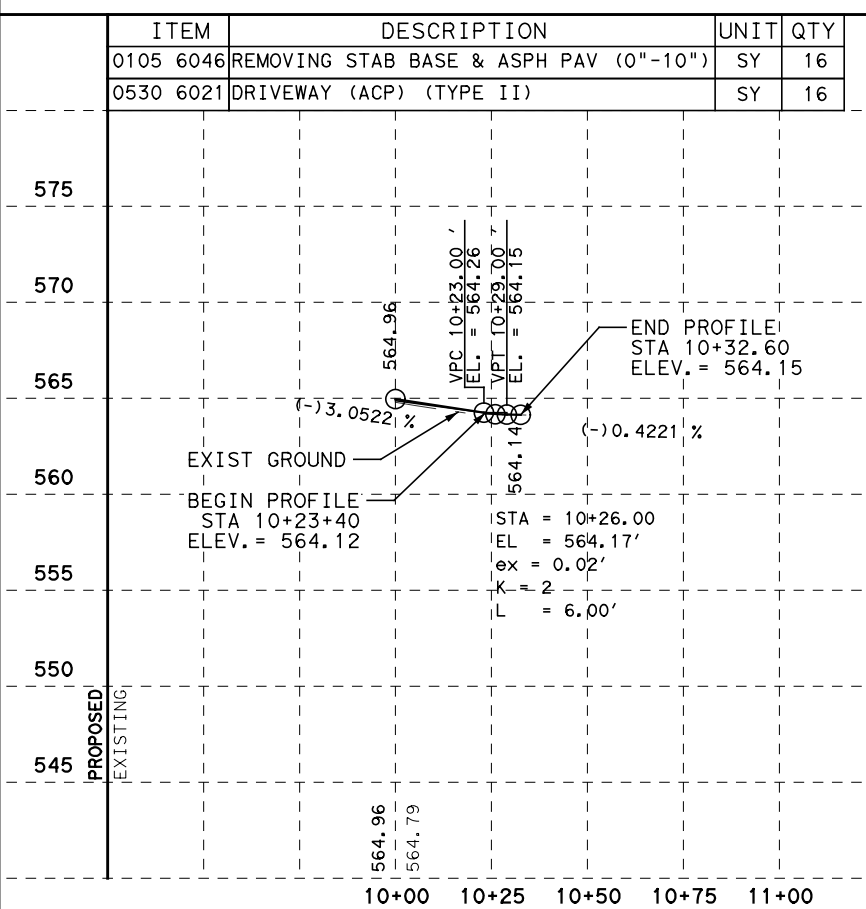 ITEM DESCRIPTION UNIT QTY
0105 6046 REMOVING STAB BASE & ASPH PAV (0"-10") SY 16
0530 6021 DRIVEWAY (ACP) (TYPE II) SY 16
575
570
565
560
555
550
545
564.96
VPC 10+23.00 '
EL. = 564.26
VPT 10+29.00 '
EL. = 564.15
END PROFILE
STA 10+32.60
ELEV.= 564.15
(-)3.0522 %
(-)0.4221 %
564.14
EXIST GROUND
BEGIN PROFILE
STA 10+23+40
ELEV.= 564.12
STA = 10+26.00
EL = 564.17'
ex = 0.02'
K = 2
L = 6.00'
PROPOSED
EXISTING
564.96
564.79
10+00 10+25 10+50 10+75 11+00